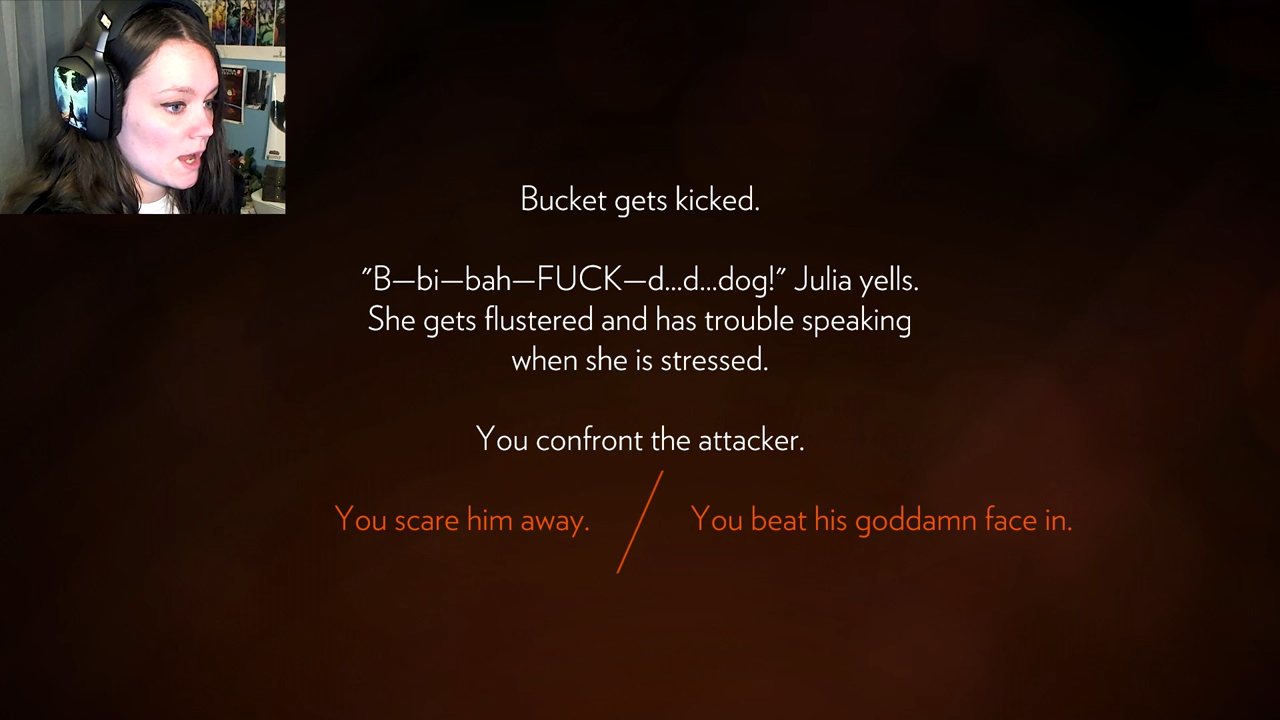 Bucket gets kicked.
"B—bi—bah—FUCK—d...d...dog!" Julia yells.
She gets flustered and has trouble speaking
when she is stressed.
You confront the attacker.
You scare him away.
You beat his goddamn face in.